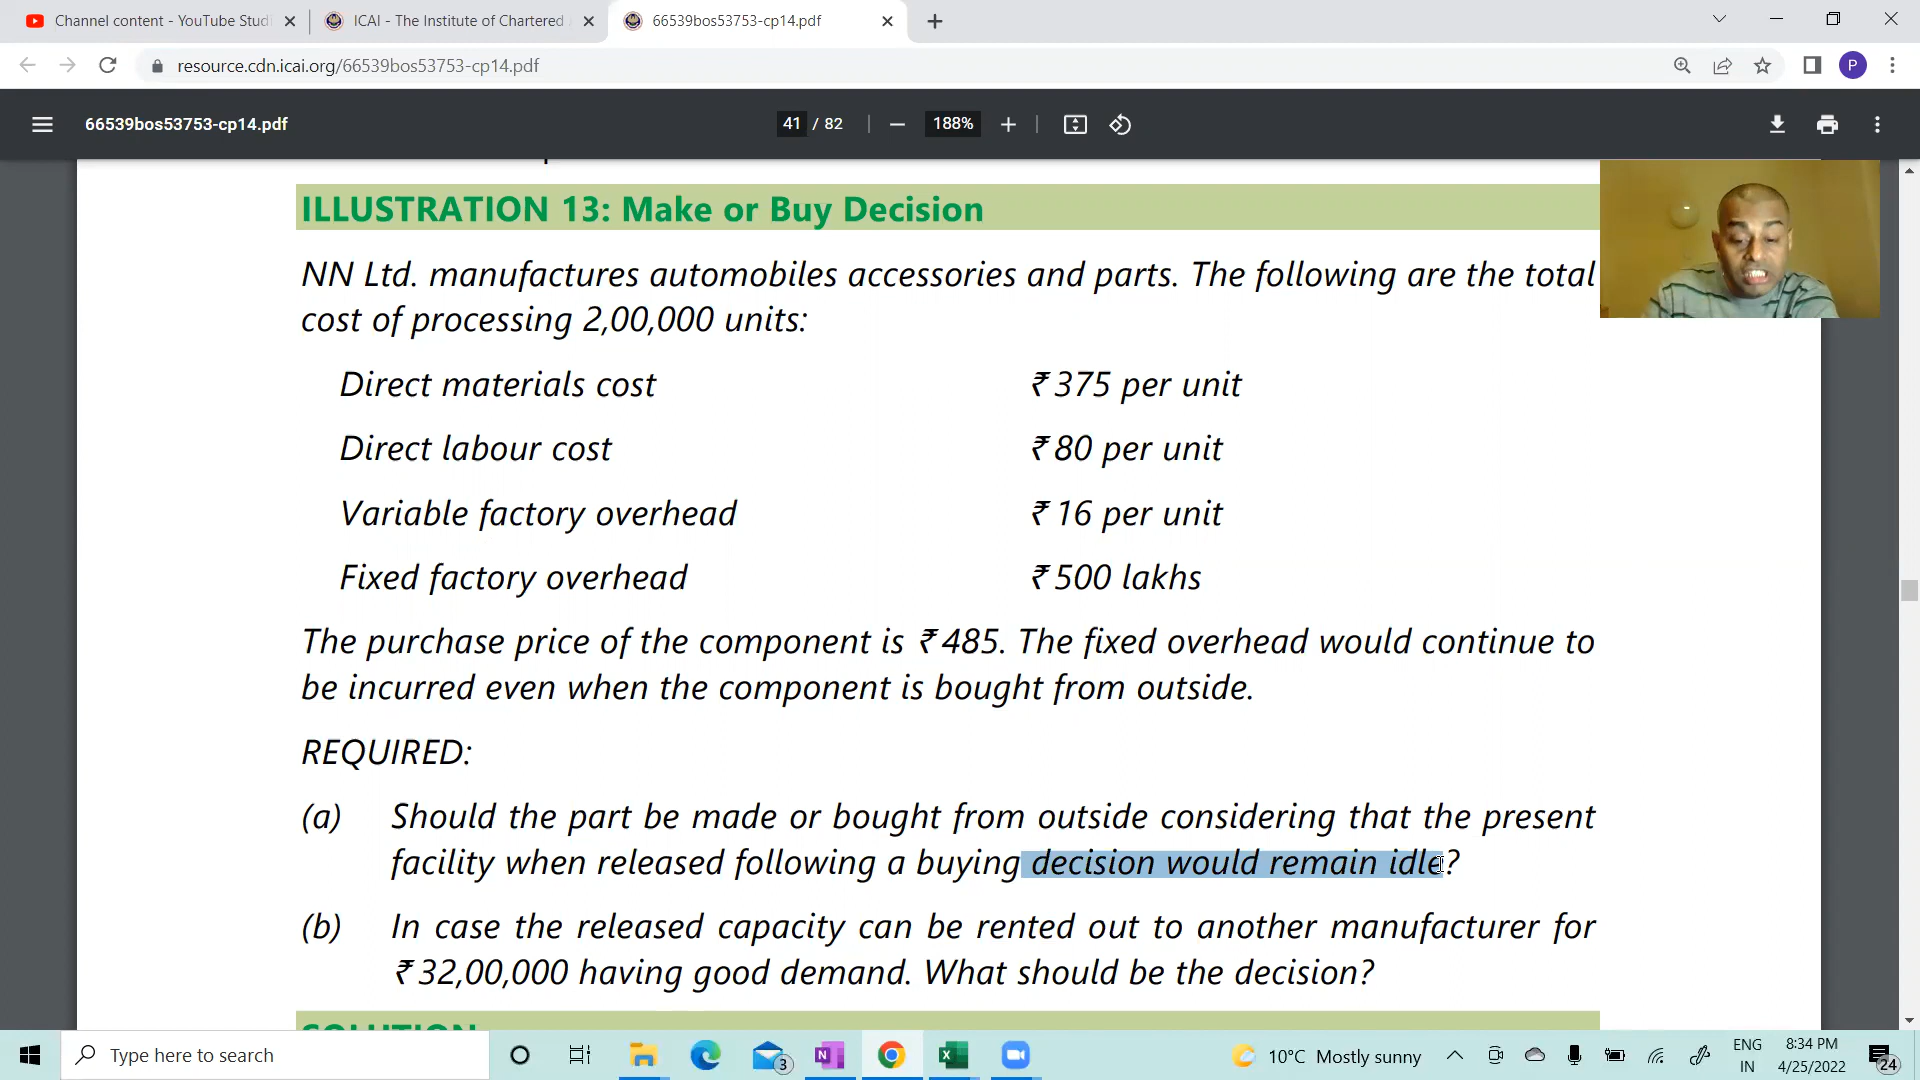 Channel content - YouTube Studi
ICAI - The Institute of Chartered
66539bos53753-cp14.pdf
resource.cdn.icai.org/66539bos53753-cp14.pdf
P
66539bos53753-cp14.pdf
41 / 82
188%
ILLUSTRATION 13: Make or Buy Decision
NN Ltd. manufactures automobiles accessories and parts. The following are the total
cost of processing 2,00,000 units:
Direct materials cost ₹ 375 per unit
Direct labour cost ₹ 80 per unit
Variable factory overhead ₹ 16 per unit
Fixed factory overhead ₹ 500 lakhs
The purchase price of the component is ₹ 485. The fixed overhead would continue to
be incurred even when the component is bought from outside.
REQUIRED:
(a) Should the part be made or bought from outside considering that the present
facility when released following a buying decision would remain idle?
(b) In case the released capacity can be rented out to another manufacturer for
₹ 32,00,000 having good demand. What should be the decision?
SOLUTION
Type here to search
3
N
10°C Mostly sunny
ENG
IN
8:34 PM
4/25/2022
24